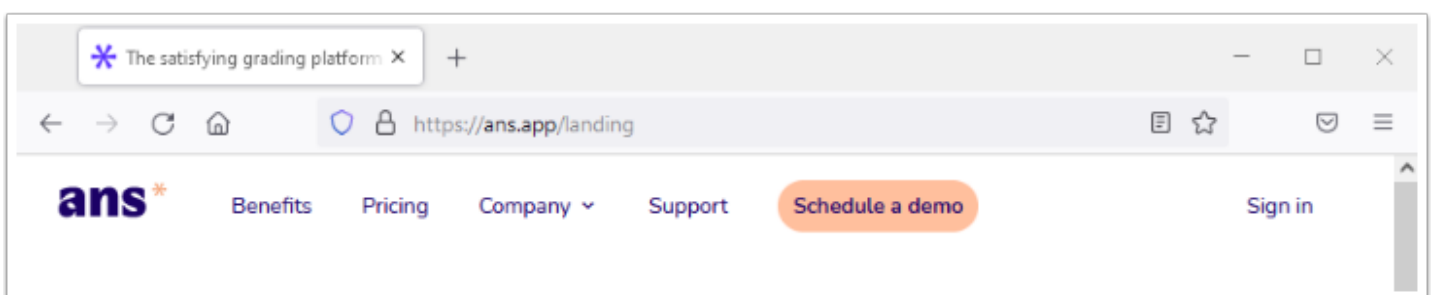 The satisfying grading platform
https://ans.app/landing
ans* Benefits Pricing Company Support Schedule a demo Sign in